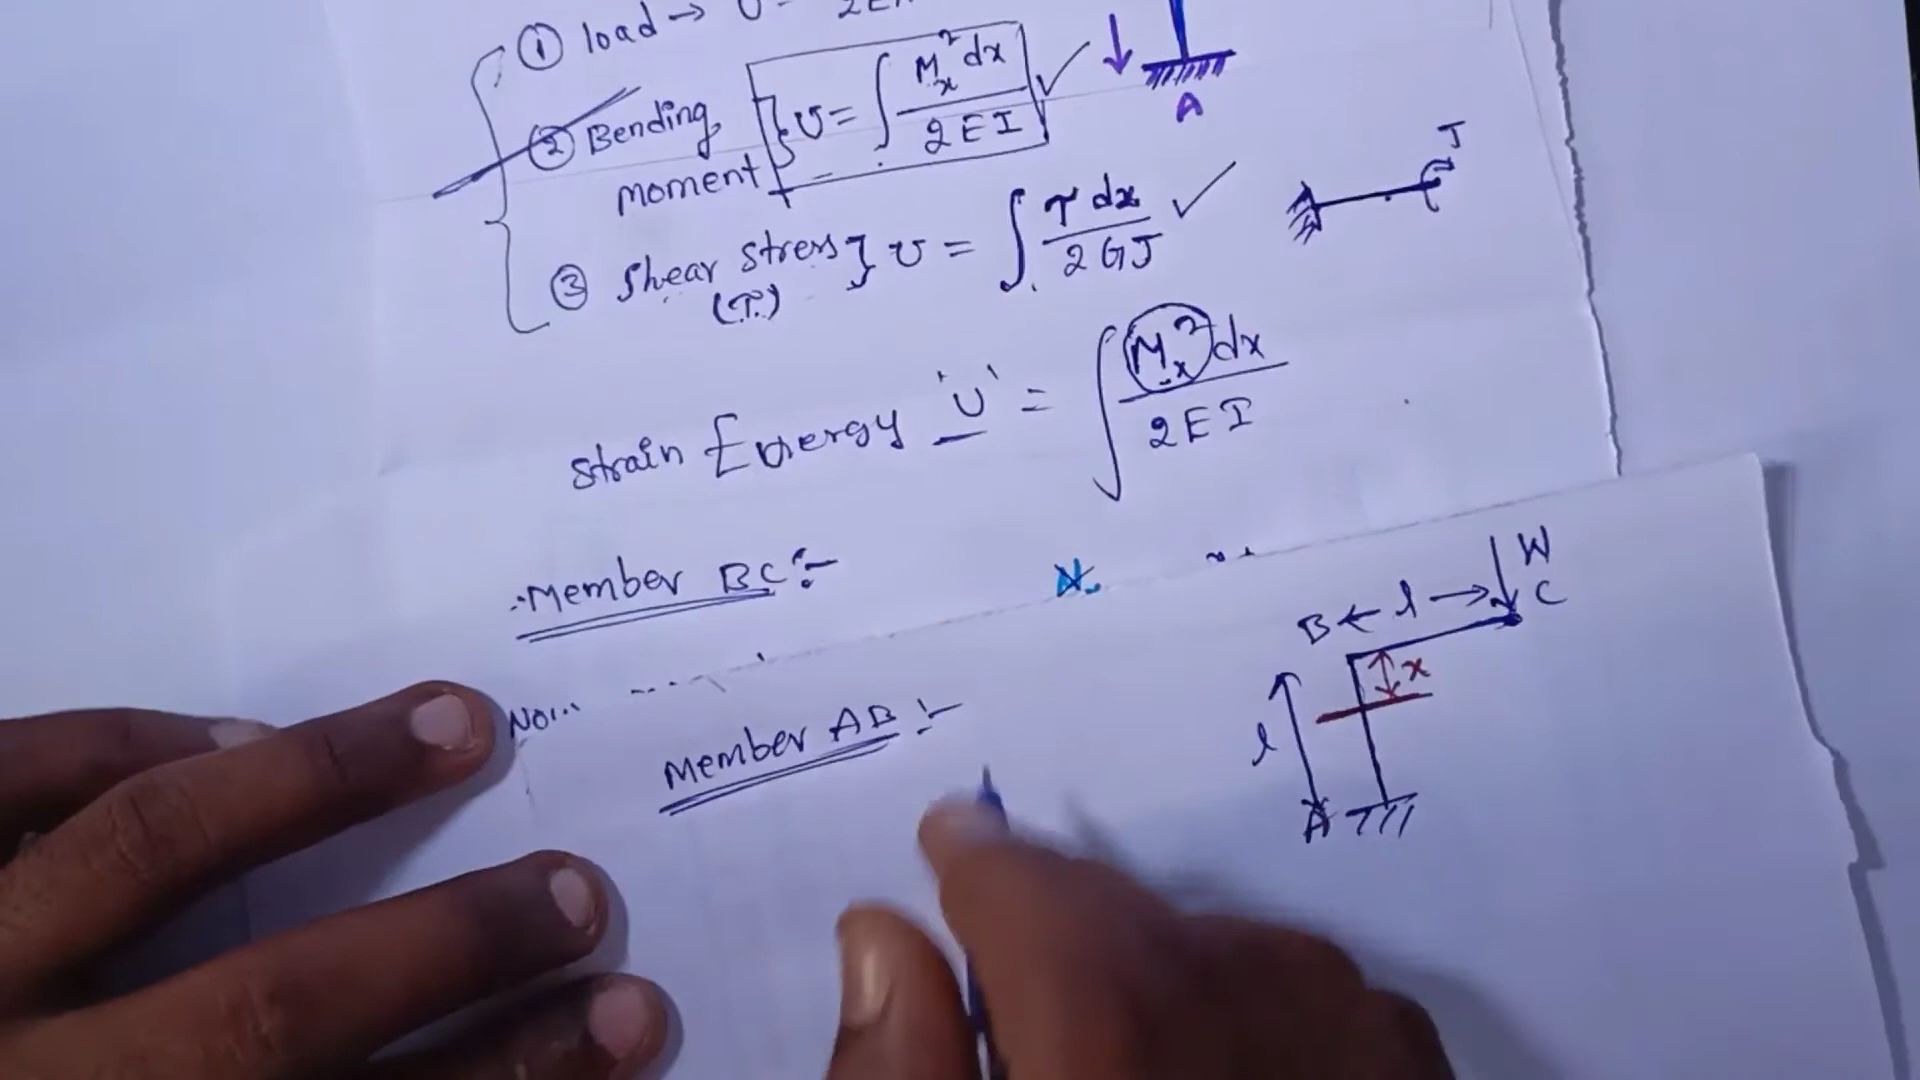 ① load → U = 2E
② Bending moment } U = ∫ Mx² dx / 2EI ✓
A
③ Shear stress (τ) } U = ∫ τ dx / 2GJ ✓
J
Strain Energy 'U' = ∫ Mx² dx / 2EI
Member BC :-
W
B ← l → C
x
l
A
Member AB :-